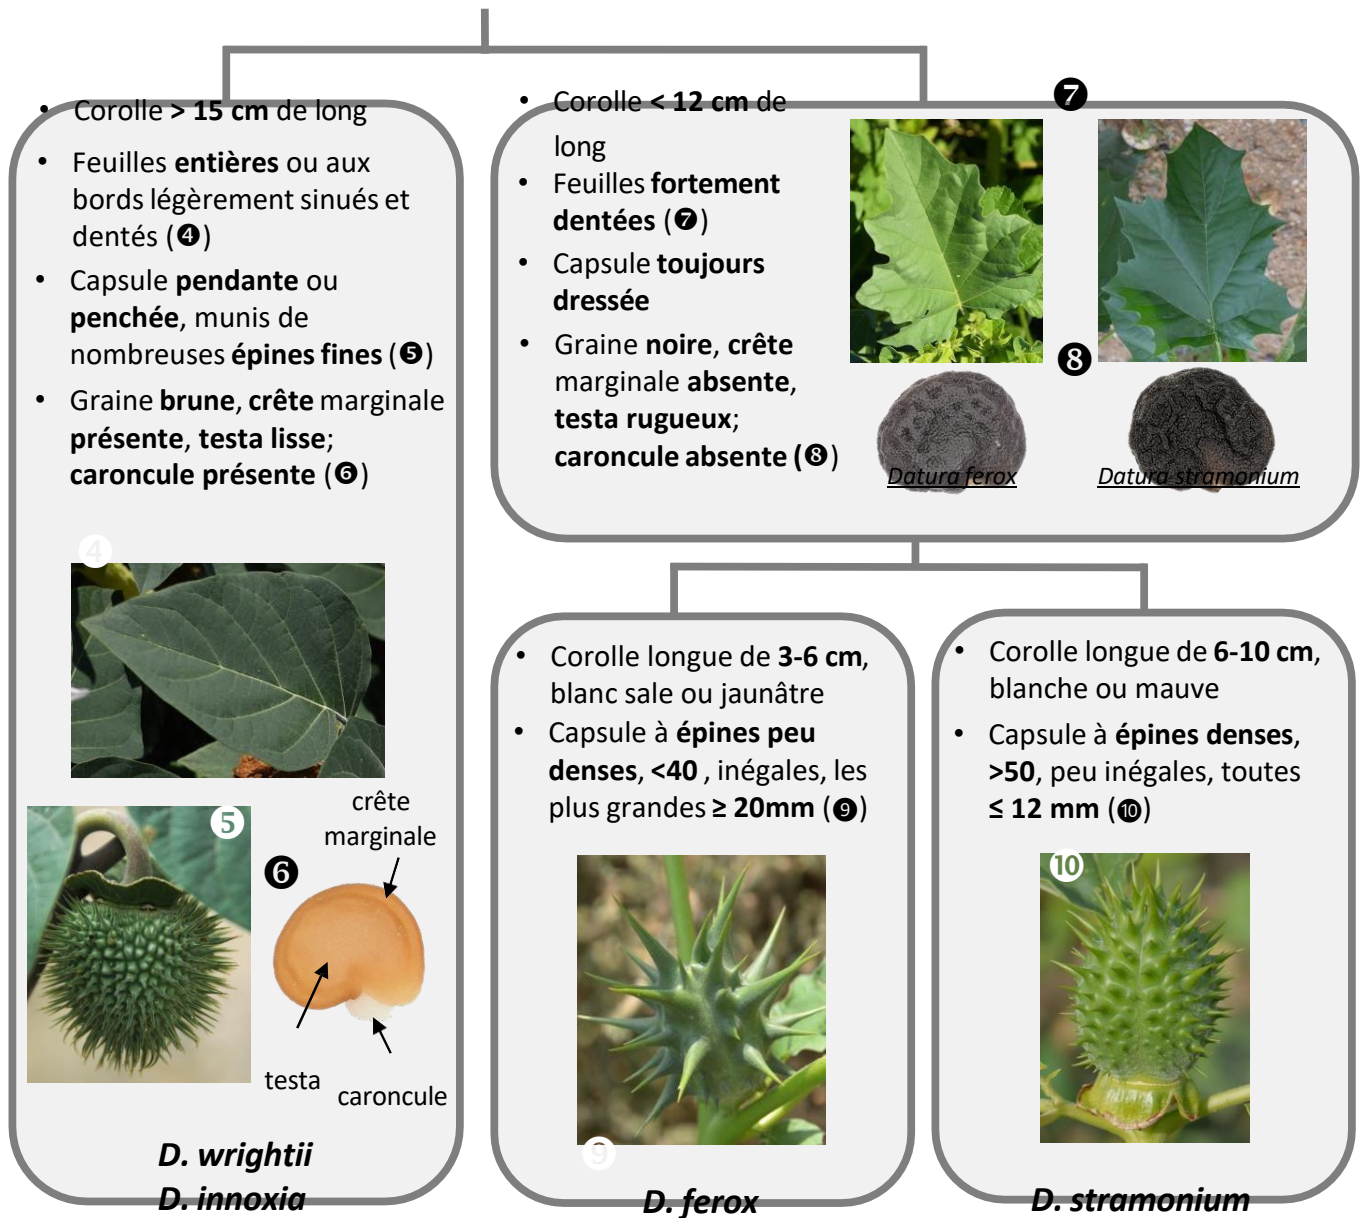 • Corolle > 15 cm de long
• Feuilles entières ou aux
bords légèrement sinués et
dentés (❹)
• Capsule pendante ou
penchée, munis de
nombreuses épines fines (❺)
• Graine brune, crête marginale
présente, testa lisse;
caroncule présente (❻)
❹
❺
❻
crête
marginale
testa
caroncule
D. wrightii
D. innoxia
• Corolle < 12 cm de
long
• Feuilles fortement
dentées (❼)
• Capsule toujours
dressée
• Graine noire, crête
marginale absente,
testa rugueux;
caroncule absente (❽)
❼
❽
Datura ferox
Datura stramonium
• Corolle longue de 3-6 cm,
blanc sale ou jaunâtre
• Capsule à épines peu
denses, <40 , inégales, les
plus grandes ≥ 20mm (❾)
❾
D. ferox
• Corolle longue de 6-10 cm,
blanche ou mauve
• Capsule à épines denses,
>50, peu inégales, toutes
≤ 12 mm (❿)
❿
D. stramonium